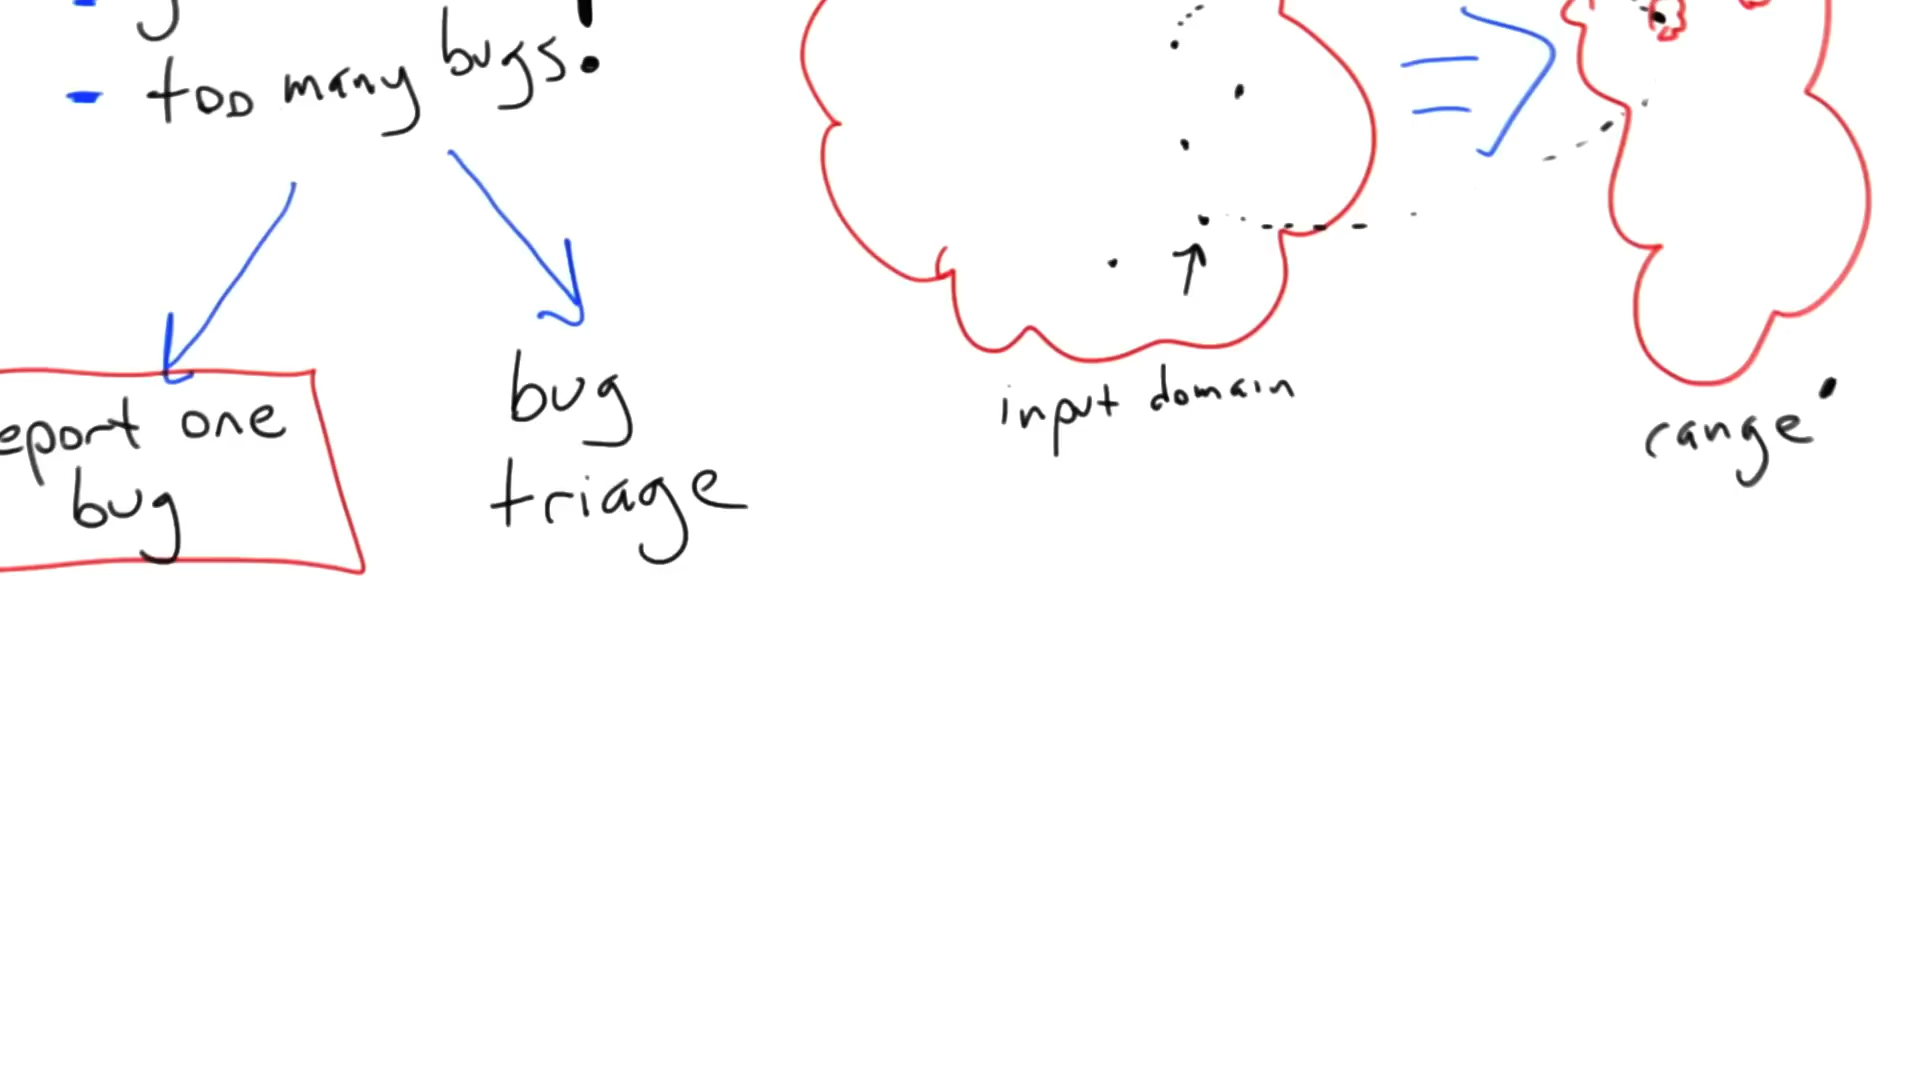 - too many bugs!
eport one
bug
bug
triage
input domain
range